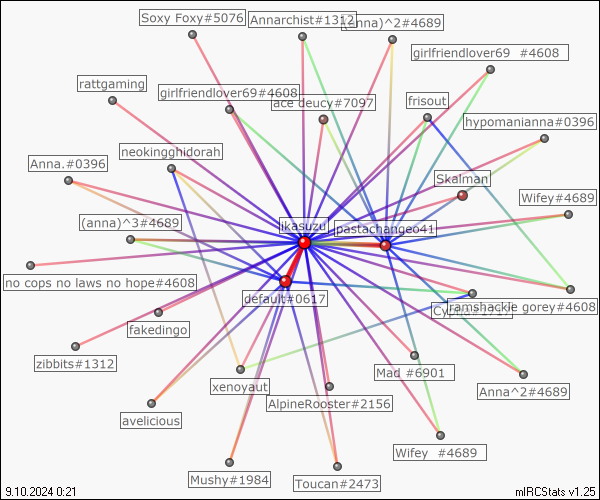 Soxy Foxy#5076
Annarchist#1312
(anna)^2#4689
girlfriendlover69 #4608
rattgaming
girlfriendlover69#4608
ace deucy#7097
frisout
hypomanianna#0396
neokingghidorah
Anna.#0396
Skalman
Wifey#4689
(anna)^3#4689
likasuzu
pastachangeo41
no cops no laws no hope#4608
default#0617
ramshackle gorey#4608
fakedingo
zibbits#1312
Mad #6901
xenoyaut
Anna^2#4689
AlpineRooster#2156
avelicious
Wifey #4689
Mushy#1984
Toucan#2473
9.10.2024 0:21
mIRCStats v1.25